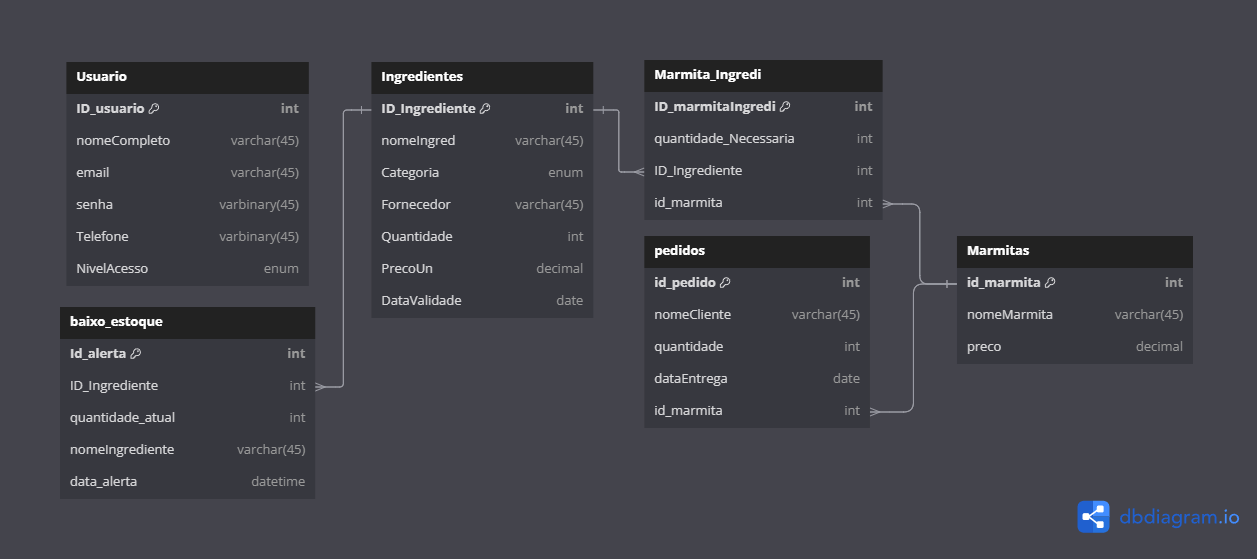 Usuario
ID_usuario int
nomeCompleto varchar(45)
email varchar(45)
senha varbinary(45)
Telefone varbinary(45)
NivelAcesso enum
baixo_estoque
Id_alerta int
ID_Ingrediente int
quantidade_atual int
nomeIngrediente varchar(45)
data_alerta datetime
Ingredientes
ID_Ingrediente int
nomeIngred varchar(45)
Categoria enum
Fornecedor varchar(45)
Quantidade int
PrecoUn decimal
DataValidade date
Marmita_Ingredi
ID_marmitaIngredi int
quantidade_Necessaria int
ID_Ingrediente int
id_marmita int
pedidos
id_pedido int
nomeCliente varchar(45)
quantidade int
dataEntrega date
id_marmita int
Marmitas
id_marmita int
nomeMarmita varchar(45)
preco decimal
dbdiagram.io